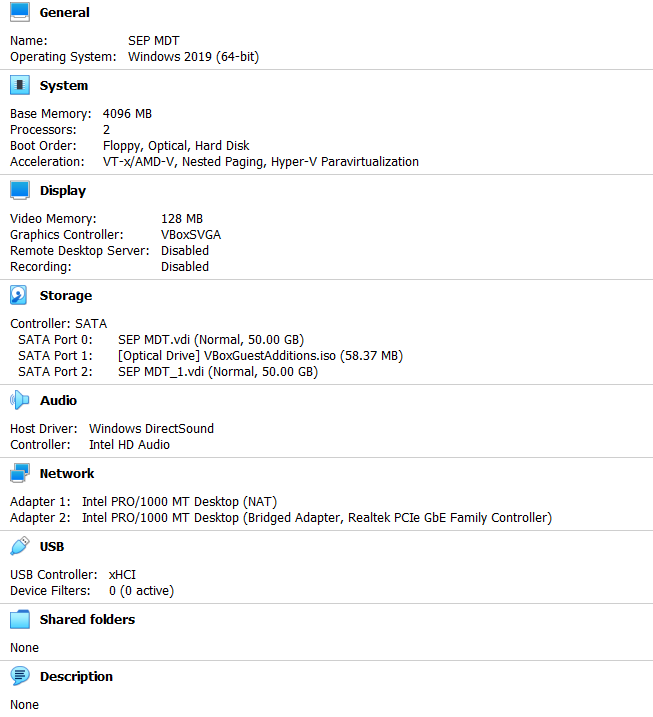 General
Name: SEP MDT
Operating System: Windows 2019 (64-bit)
System
Base Memory: 4096 MB
Processors: 2
Boot Order: Floppy, Optical, Hard Disk
Acceleration: VT-x/AMD-V, Nested Paging, Hyper-V Paravirtualization
Display
Video Memory: 128 MB
Graphics Controller: VBoxSVGA
Remote Desktop Server: Disabled
Recording: Disabled
Storage
Controller: SATA
SATA Port 0: SEP MDT.vdi (Normal, 50.00 GB)
SATA Port 1: [Optical Drive] VBoxGuestAdditions.iso (58.37 MB)
SATA Port 2: SEP MDT_1.vdi (Normal, 50.00 GB)
Audio
Host Driver: Windows DirectSound
Controller: Intel HD Audio
Network
Adapter 1: Intel PRO/1000 MT Desktop (NAT)
Adapter 2: Intel PRO/1000 MT Desktop (Bridged Adapter, Realtek PCIe GbE Family Controller)
USB
USB Controller: xHCI
Device Filters: 0 (0 active)
Shared folders
None
Description
None